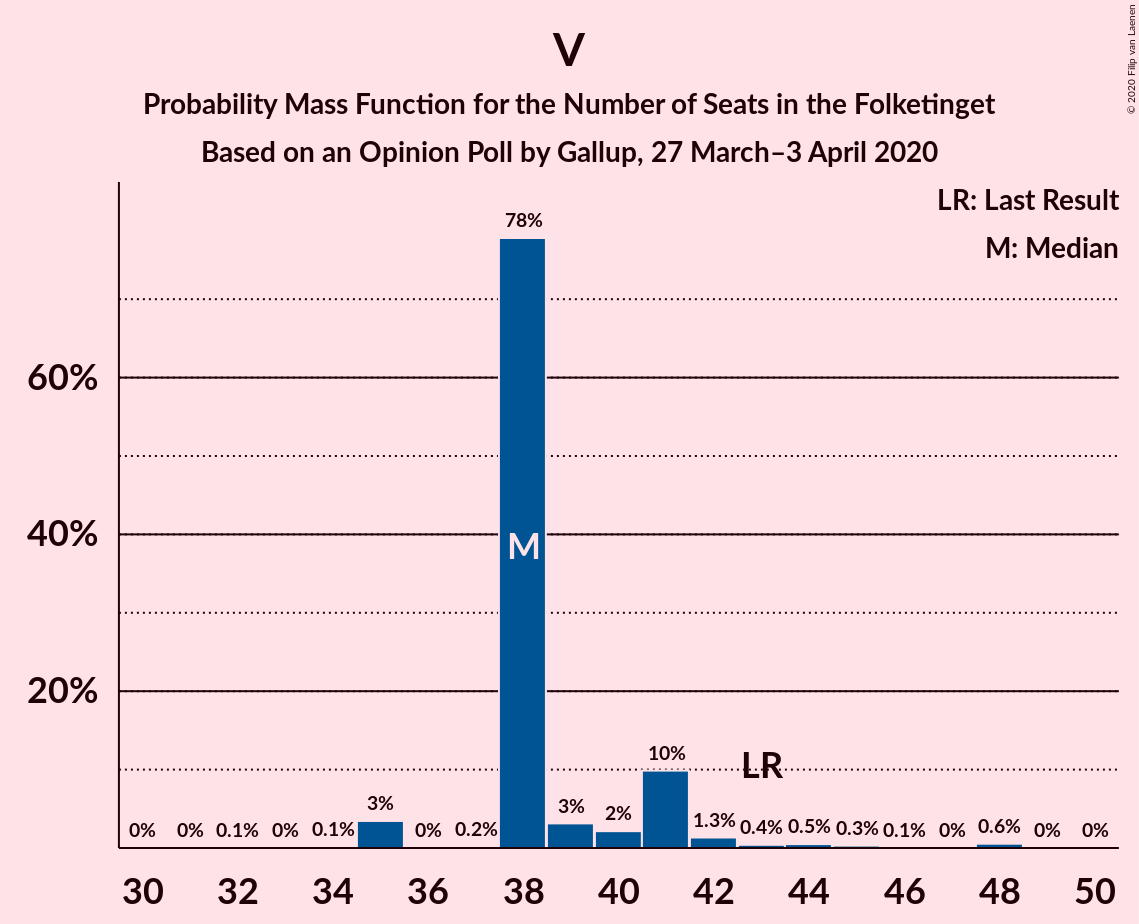 V
Probability Mass Function for the Number of Seats in the Folketinget
Based on an Opinion Poll by Gallup, 27 March–3 April 2020
© 2020 Filip van Laenen
LR: Last Result
M: Median
78%
60%
40%
M
20%
10%
LR
3%
3%
2%
0% 0% 0.1% 0% 0.1% 0% 0.2% 1.3% 0.4% 0.5% 0.3% 0.1% 0% 0.6% 0% 0%
30 32 34 36 38 40 42 44 46 48 50